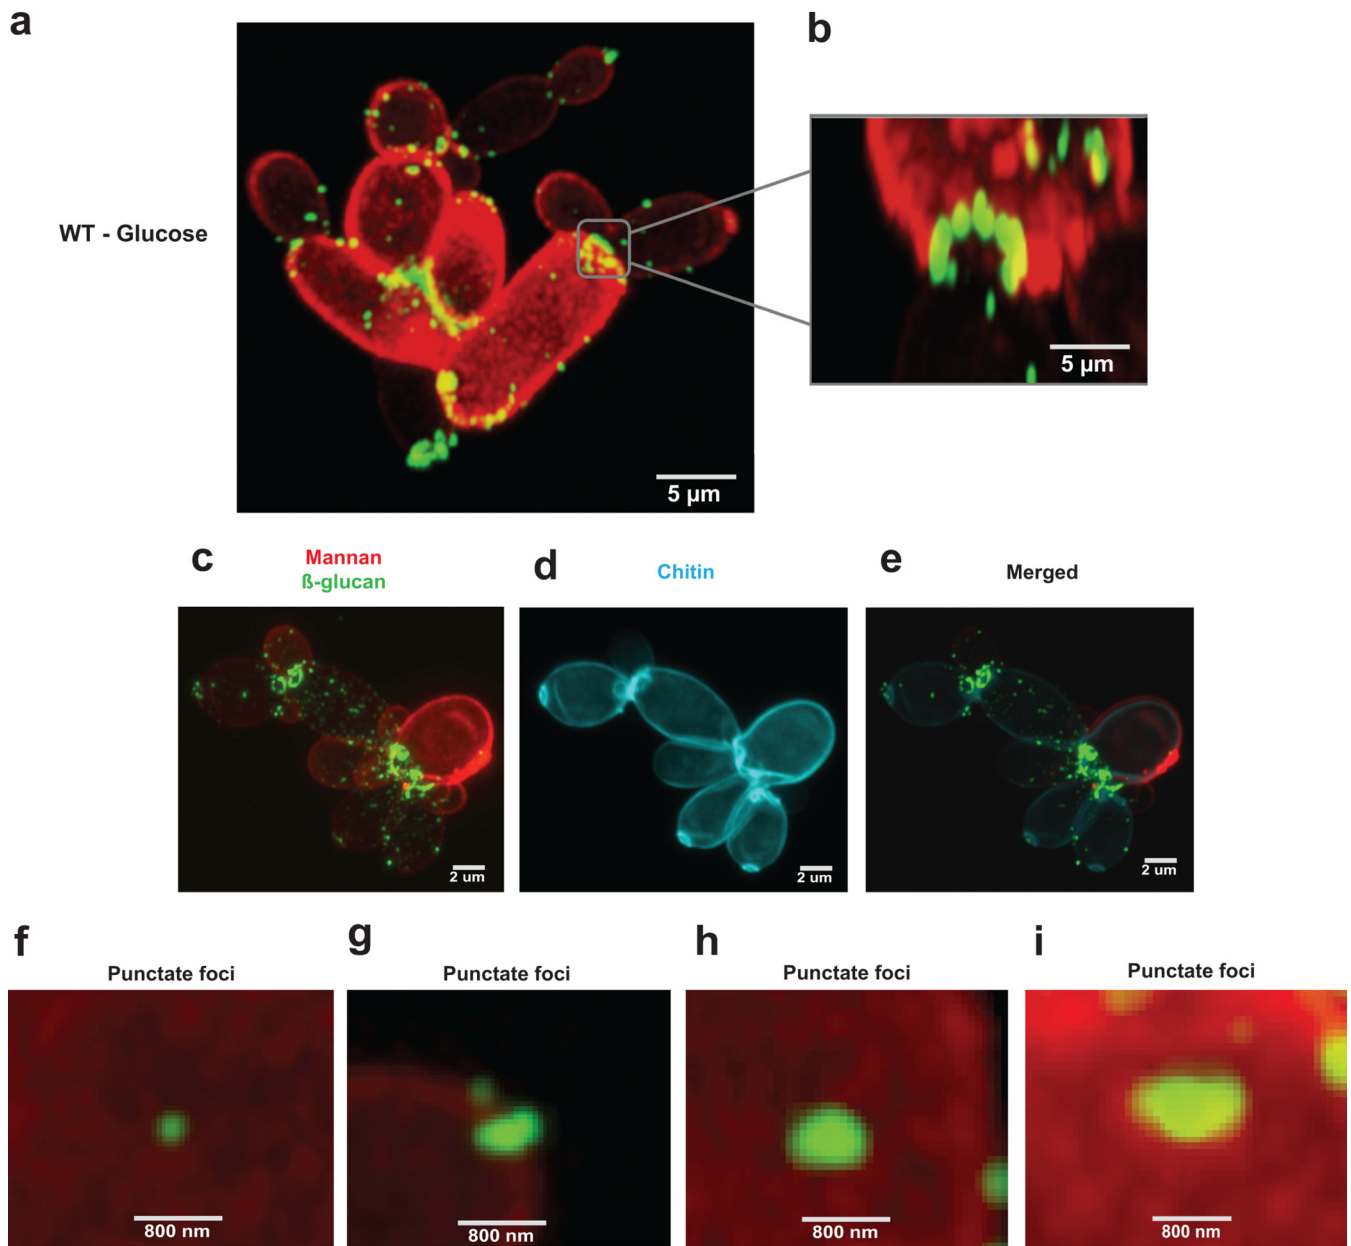 a
b
WT - Glucose
5 μm
5 μm
c
Mannan
ß-glucan
d
Chitin
e
Merged
2 um
2 um
2 um
f
Punctate foci
g
Punctate foci
h
Punctate foci
i
Punctate foci
800 nm
800 nm
800 nm
800 nm